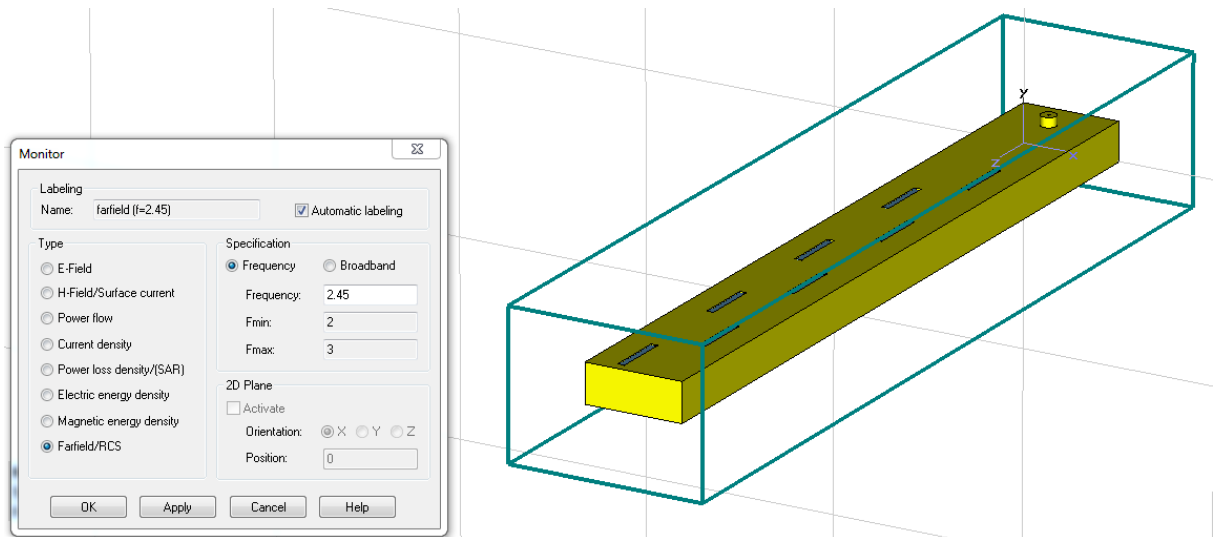 Monitor
Labeling
Name: farfield (f=2.45) Automatic labeling
Type
E-Field
H-Field/Surface current
Power flow
Current density
Power loss density/(SAR)
Electric energy density
Magnetic energy density
Farfield/RCS
Specification
Frequency Broadband
Frequency: 2.45
Fmin: 2
Fmax: 3
2D Plane
Activate
Orientation: X Y Z
Position: 0
OK Apply Cancel Help
Y
Z X